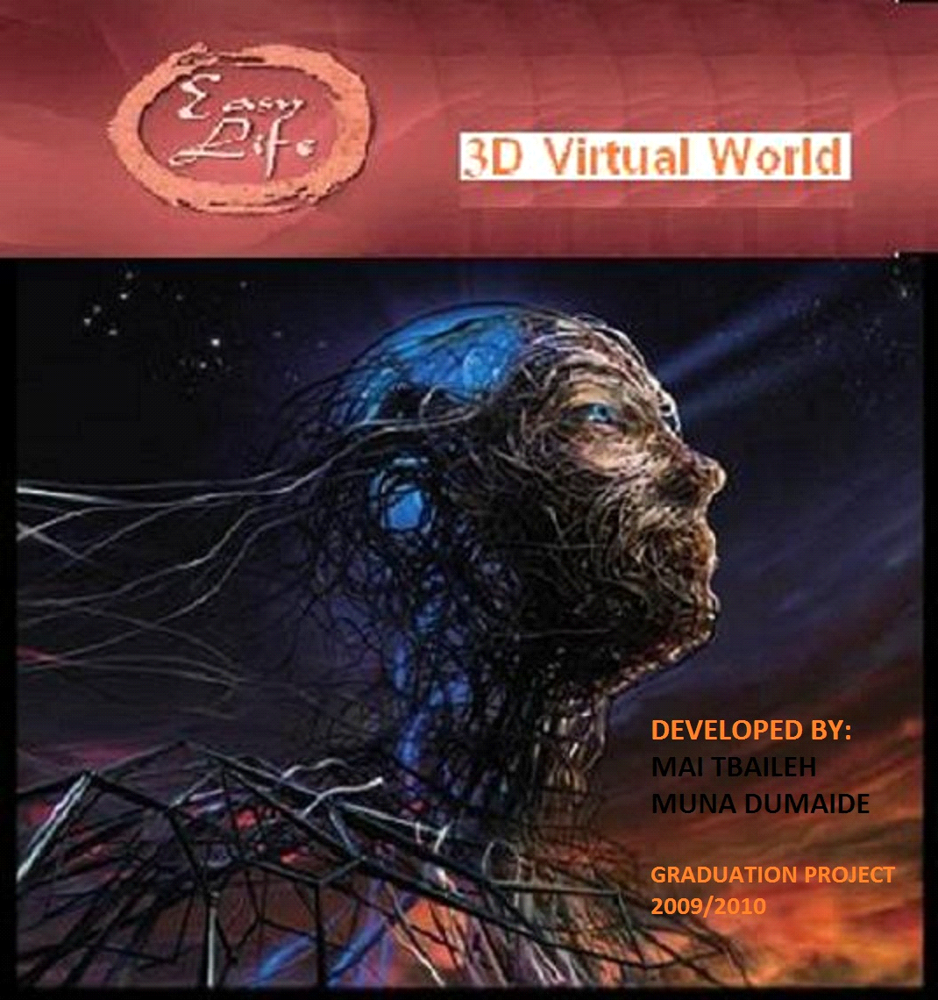 Easy
Life
3D Virtual World
DEVELOPED BY:
MAI TBAILEH
MUNA DUMAIDE
GRADUATION PROJECT
2009/2010